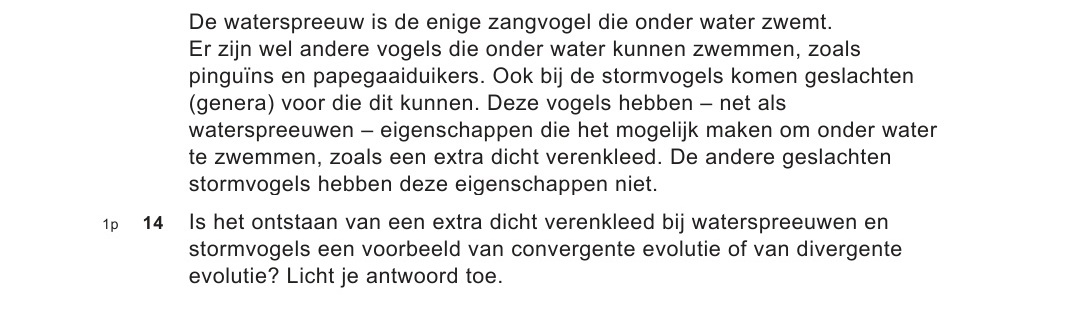 De waterspreeuw is de enige zangvogel die onder water zwemt.
Er zijn wel andere vogels die onder water kunnen zwemmen, zoals
pinguïns en papegaaiduikers. Ook bij de stormvogels komen geslachten
(genera) voor die dit kunnen. Deze vogels hebben – net als
waterspreeuwen – eigenschappen die het mogelijk maken om onder water
te zwemmen, zoals een extra dicht verenkleed. De andere geslachten
stormvogels hebben deze eigenschappen niet.
1p 14 Is het ontstaan van een extra dicht verenkleed bij waterspreeuwen en
stormvogels een voorbeeld van convergente evolutie of van divergente
evolutie? Licht je antwoord toe.